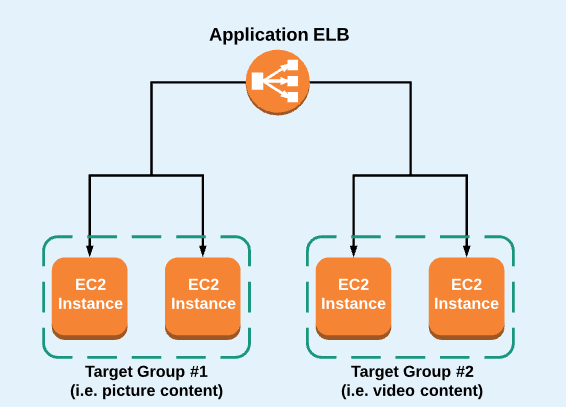 Application ELB
EC2
Instance
EC2
Instance
EC2
Instance
EC2
Instance
Target Group #1
(i.e. picture content)
Target Group #2
(i.e. video content)